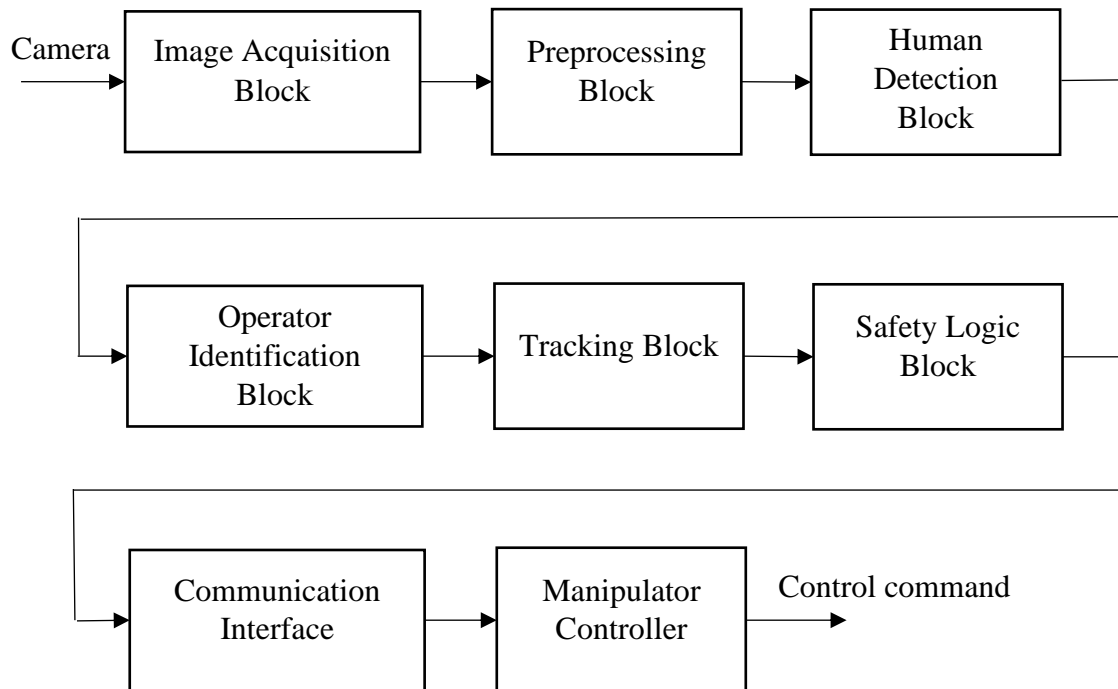 Camera
Image Acquisition
Block
Preprocessing
Block
Human
Detection
Block
Operator
Identification
Block
Tracking Block
Safety Logic
Block
Communication
Interface
Manipulator
Controller
Control command